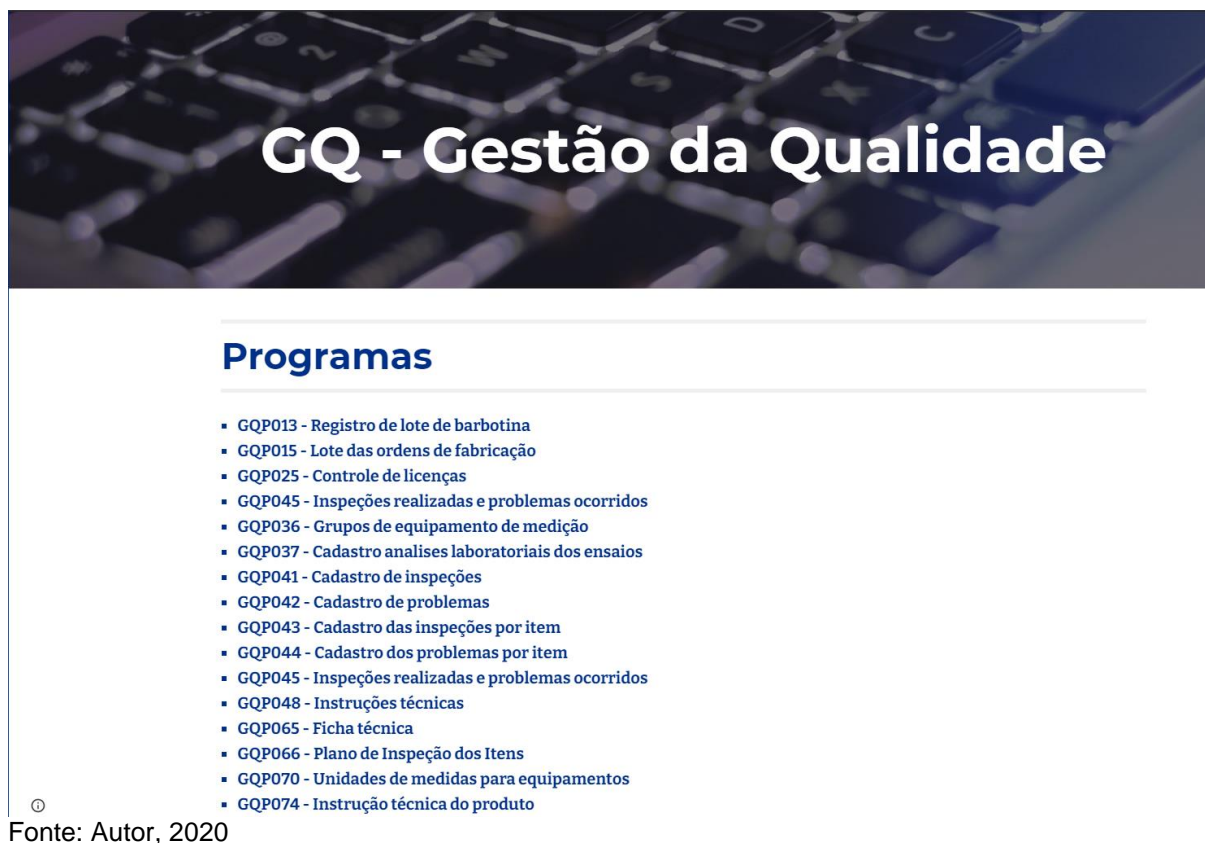 GQ - Gestão da Qualidade
Programas
▪ GQP013 - Registro de lote de barbotina
▪ GQP015 - Lote das ordens de fabricação
▪ GQP025 - Controle de licenças
▪ GQP045 - Inspeções realizadas e problemas ocorridos
▪ GQP036 - Grupos de equipamento de medição
▪ GQP037 - Cadastro analises laboratoriais dos ensaios
▪ GQP041 - Cadastro de inspeções
▪ GQP042 - Cadastro de problemas
▪ GQP043 - Cadastro das inspeções por item
▪ GQP044 - Cadastro dos problemas por item
▪ GQP045 - Inspeções realizadas e problemas ocorridos
▪ GQP048 - Instruções técnicas
▪ GQP065 - Ficha técnica
▪ GQP066 - Plano de Inspeção dos Itens
▪ GQP070 - Unidades de medidas para equipamentos
▪ GQP074 - Instrução técnica do produto
Fonte: Autor, 2020